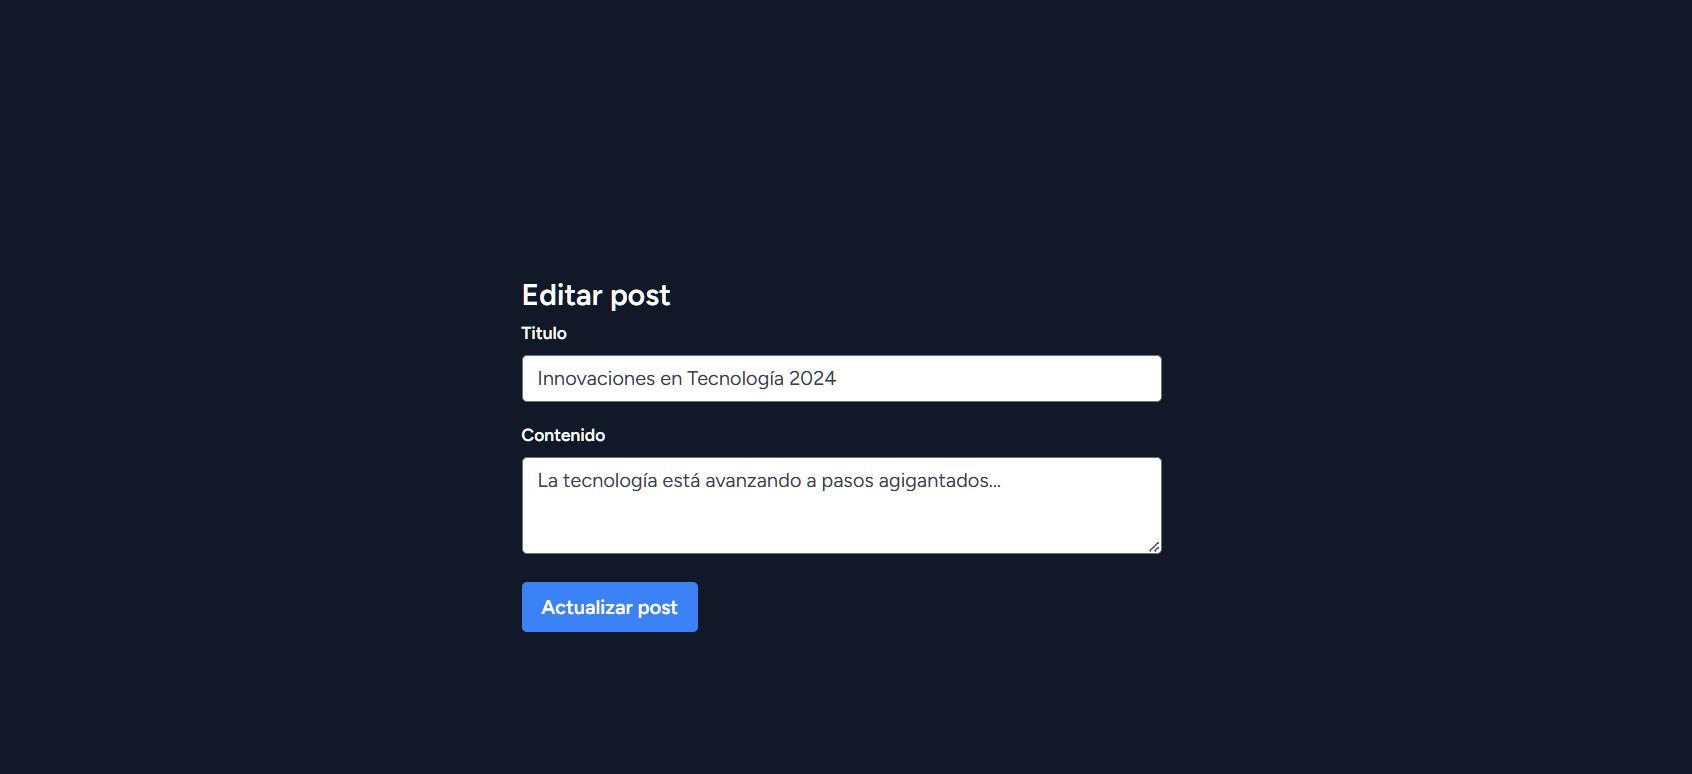 Editar post
Titulo
Innovaciones en Tecnología 2024
Contenido
La tecnología está avanzando a pasos agigantados...
Actualizar post